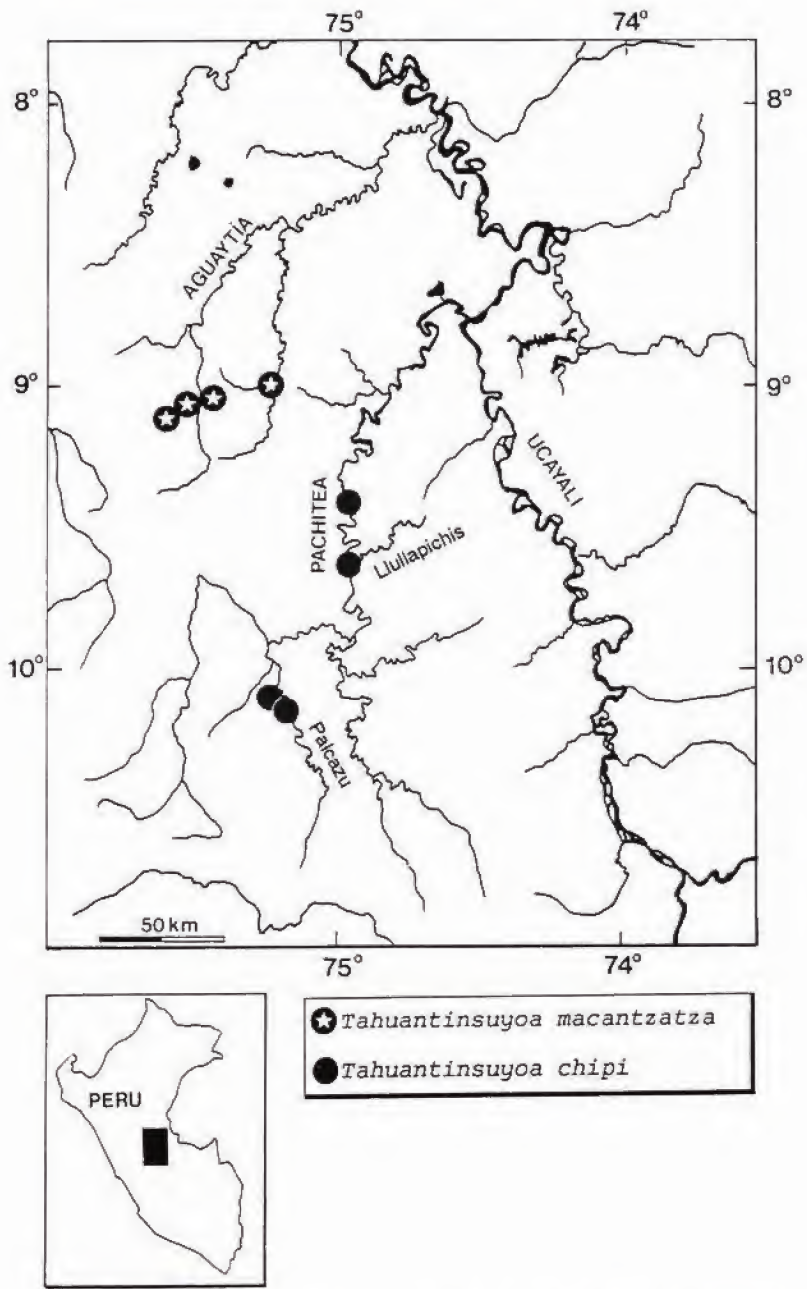 75° 74°
8° 8°
AGUAYTÍA
9° 9°
UCAYALI
PACHITEA
Llullapichis
10° 10°
Palcazu
50 km
75° 74°
Tahuantinsuyoa macantzatza
PERU
Tahuantinsuyoa chipi